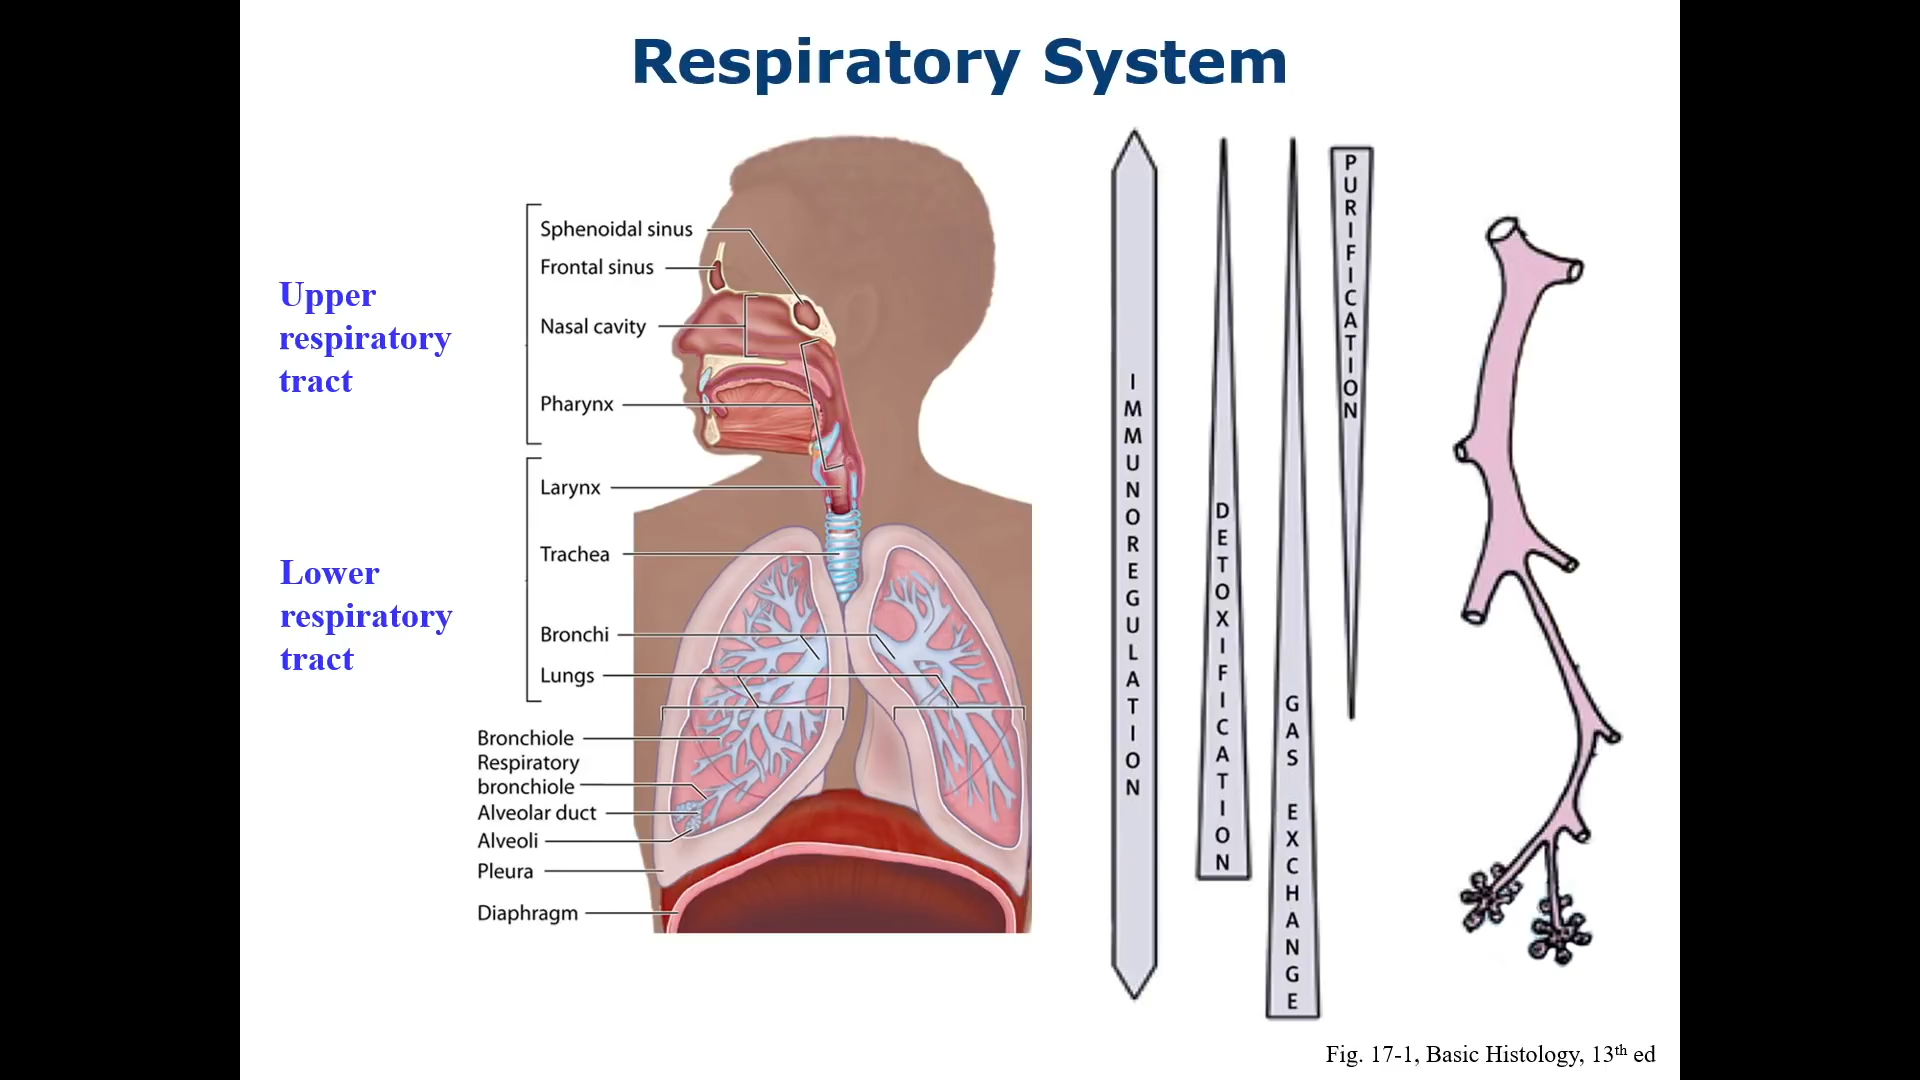 Respiratory System
Upper
respiratory
tract
Sphenoidal sinus
Frontal sinus
Nasal cavity
Pharynx
Lower
respiratory
tract
Larynx
Trachea
Bronchi
Lungs
Bronchiole
Respiratory
bronchiole
Alveolar duct
Alveoli
Pleura
Diaphragm
IMMUNOREGULATION
DETOXIFICATION
GAS EXCHANGE
PURIFICATION
Fig. 17-1, Basic Histology, 13th ed